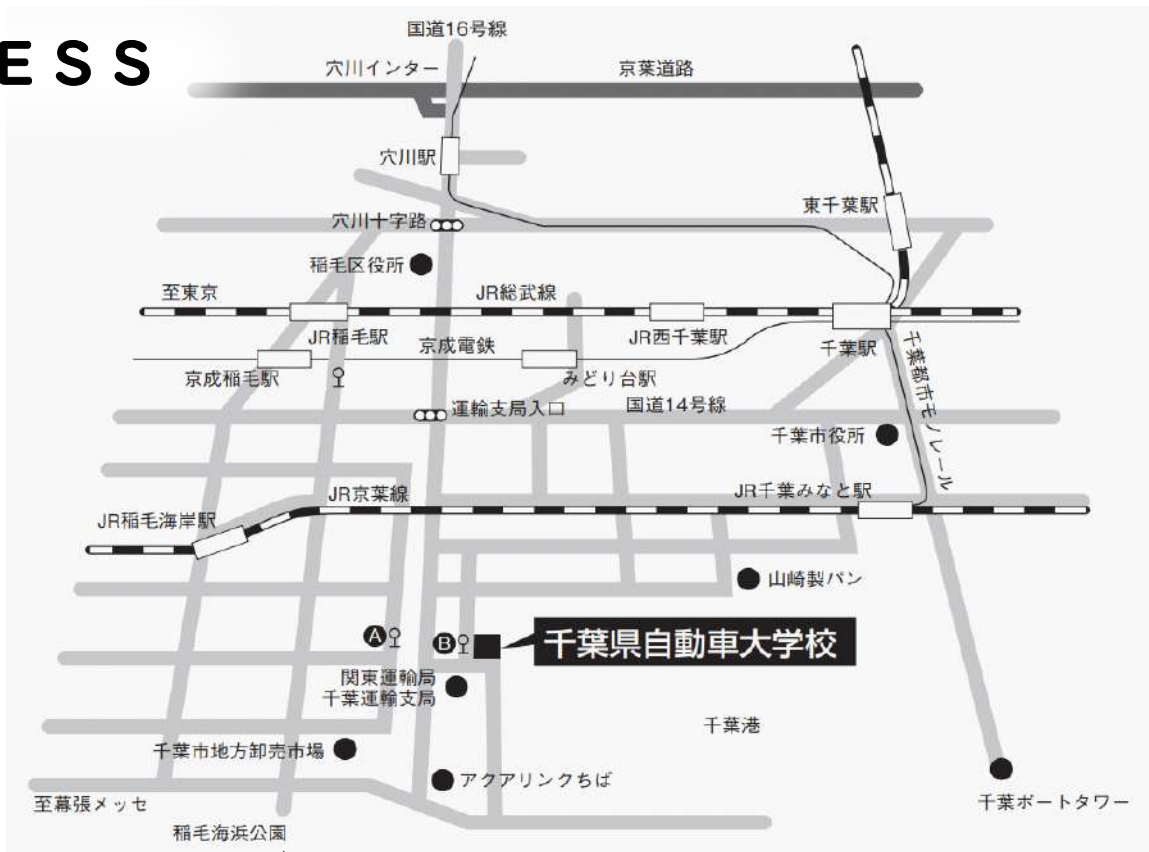 ESS
国道16号線
穴川インター
京葉道路
穴川駅
東千葉駅
穴川十字路
稲毛区役所
至東京
JR総武線
JR稲毛駅
JR西千葉駅
京成電鉄
千葉駅
千葉都市モノレール
京成稲毛駅
みどり台駅
運輸支局入口
国道14号線
千葉市役所
JR京葉線
JR千葉みなと駅
JR稲毛海岸駅
山崎製パン
A
B
千葉県自動車大学校
関東運輸局
千葉運輸支局
千葉港
千葉市地方卸売市場
アクアリンクちば
至幕張メッセ
千葉ポートタワー
稲毛海浜公園